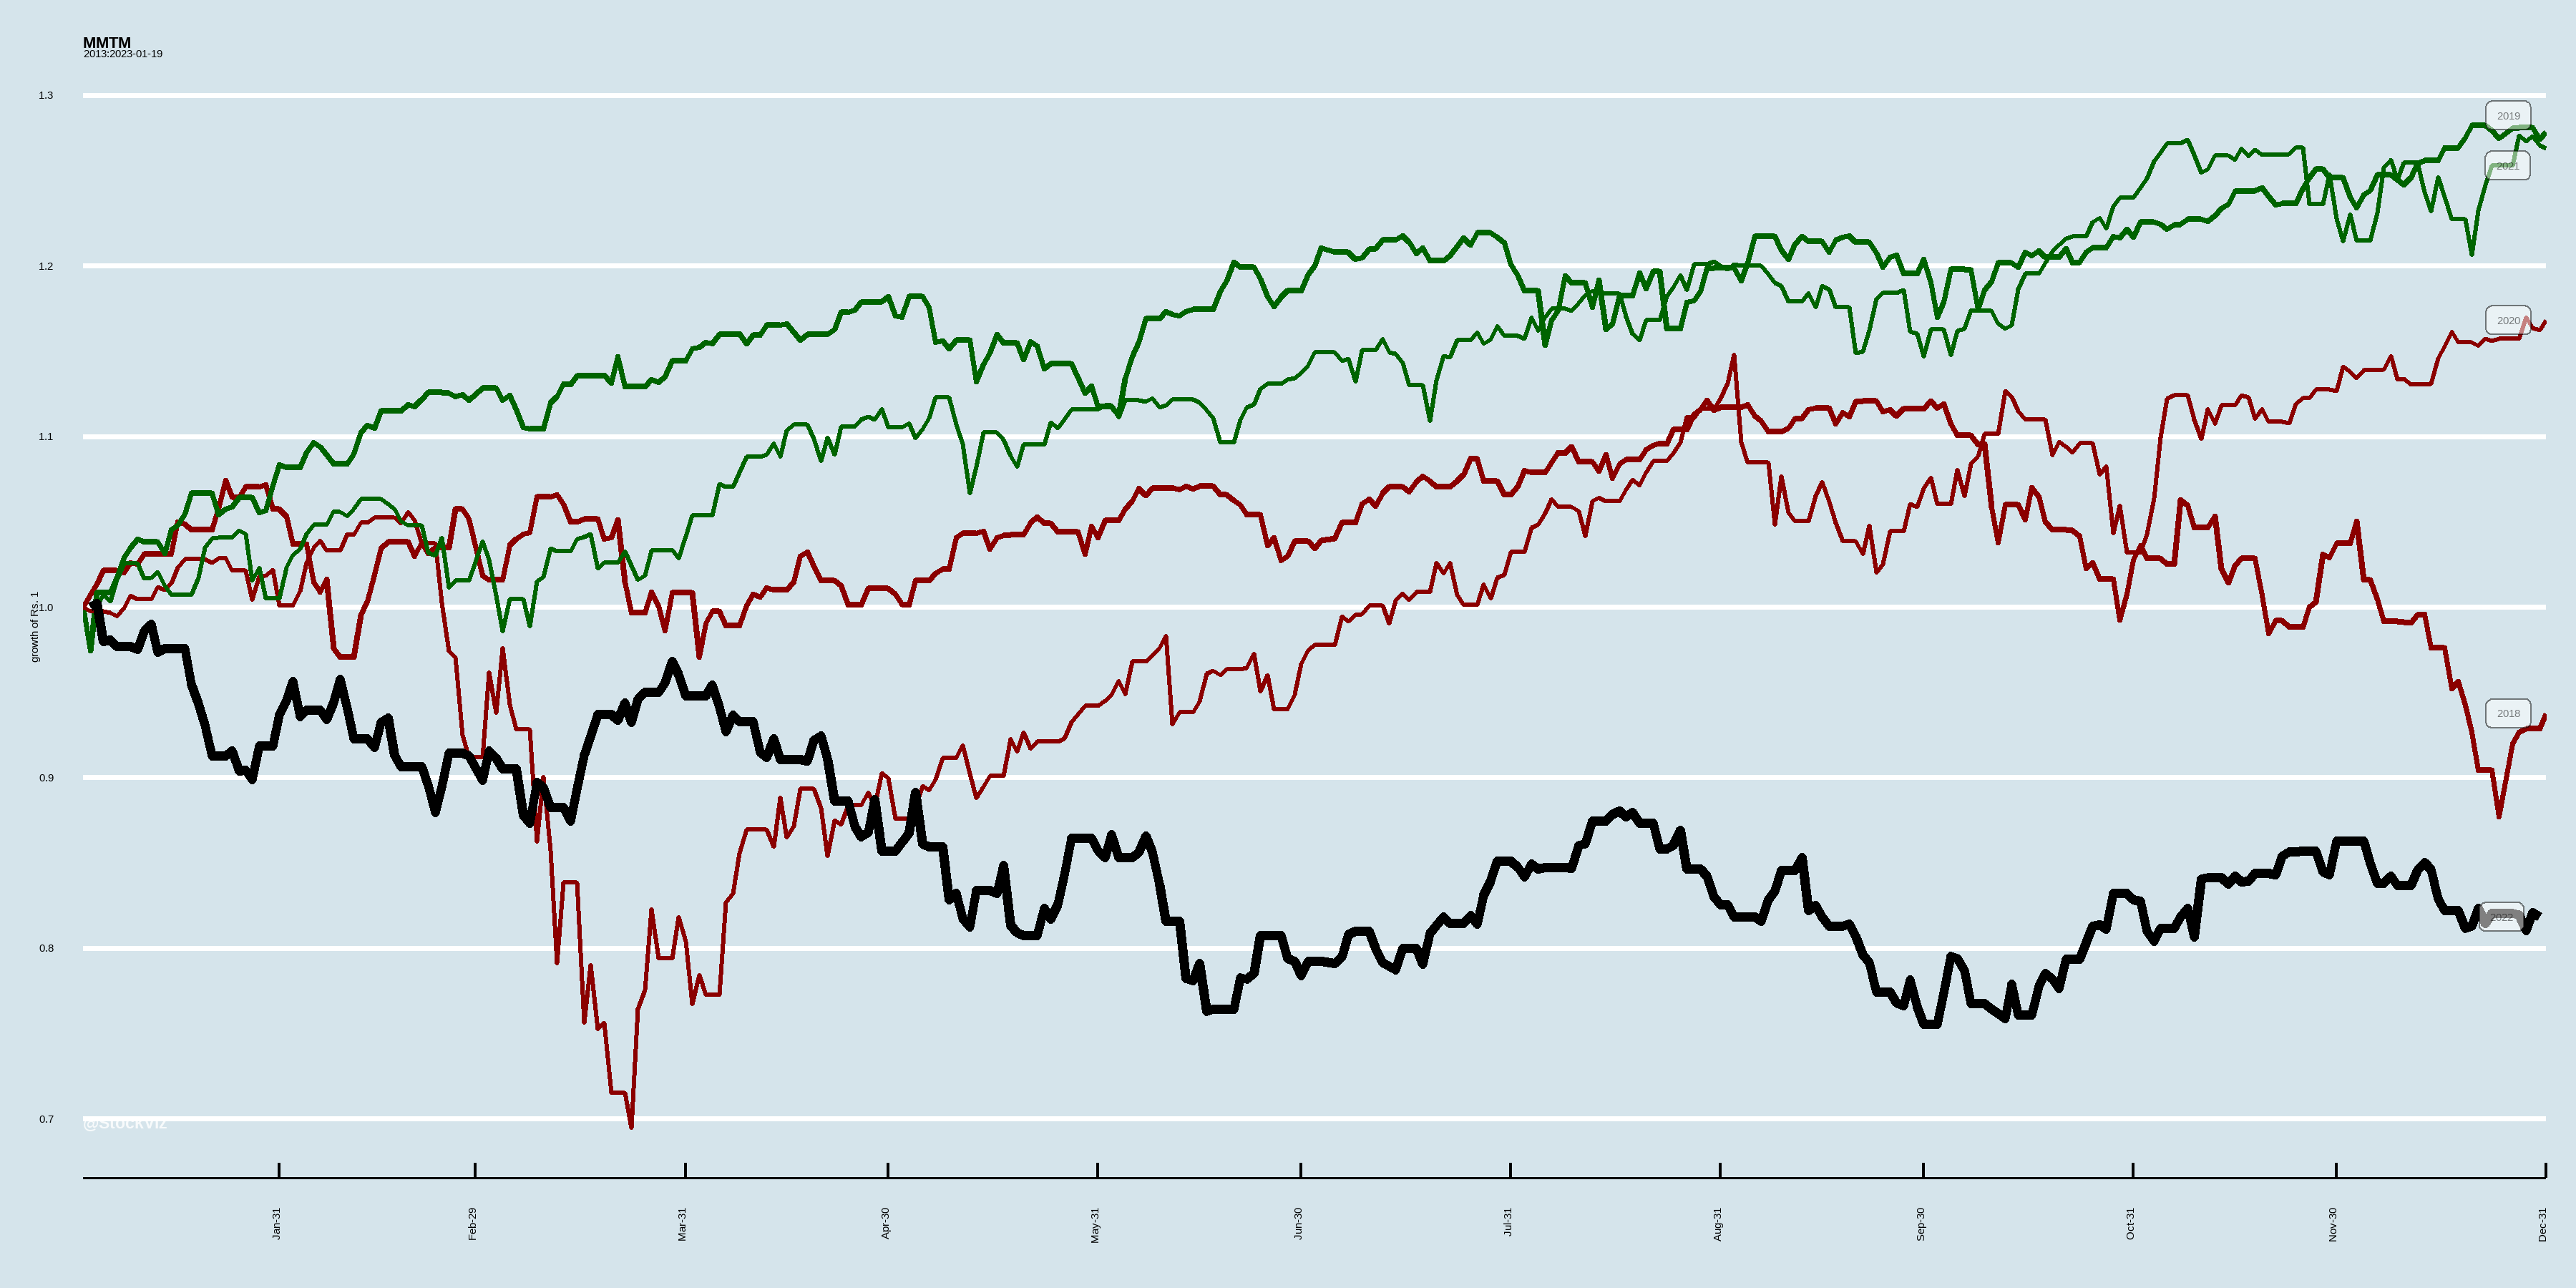 MMTM
2013:2023-01-19
1.3
1.2
1.1
1.0
0.9
0.8
0.7
growth of Rs. 1
2019
2021
2020
2018
2022
@StockViz
Jan-31
Feb-29
Mar-31
Apr-30
May-31
Jun-30
Jul-31
Aug-31
Sep-30
Oct-31
Nov-30
Dec-31